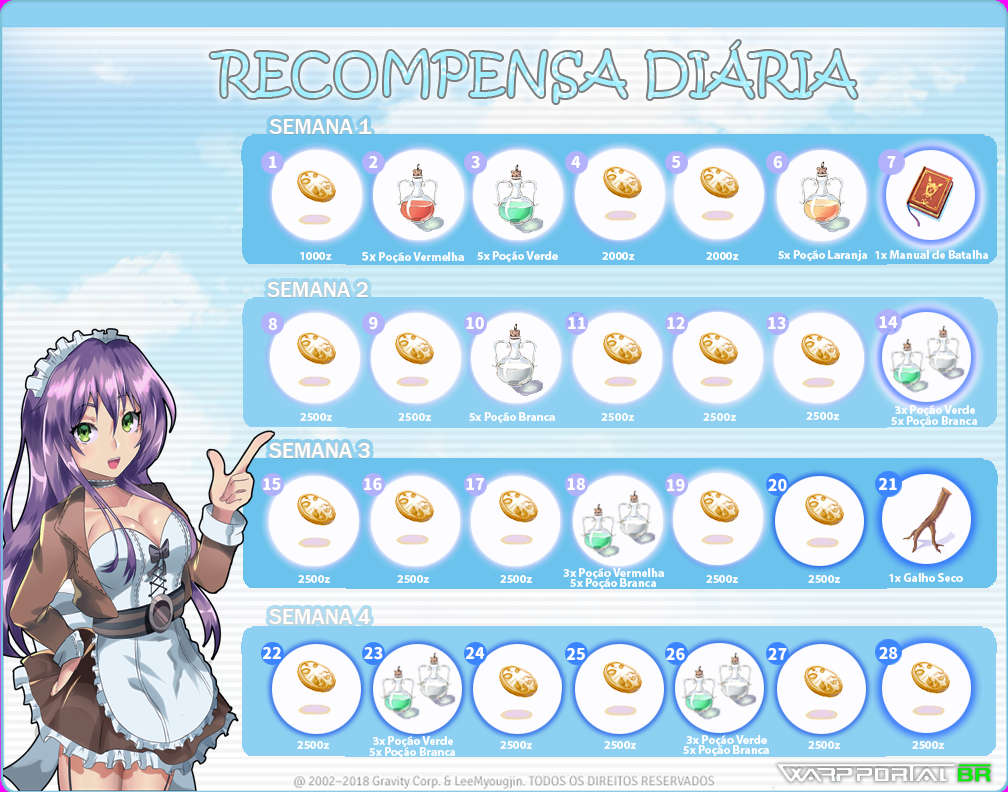 RECOMPENSA DIÁRIA
SEMANA 1
1 2 3 4 5 6 7
1000z 5x Poção Vermelha 5x Poção Verde 2000z 2000z 5x Poção Laranja 1x Manual de Batalha
SEMANA 2
8 9 10 11 12 13 14
2500z 2500z 5x Poção Branca 2500z 2500z 2500z 3x Poção Verde
5x Poção Branca
SEMANA 3
15 16 17 18 19 20 21
2500z 2500z 2500z 3x Poção Vermelha 2500z 2500z 1x Galho Seco
5x Poção Branca
SEMANA 4
22 23 24 25 26 27 28
2500z 3x Poção Verde 2500z 2500z 3x Poção Verde 2500z 2500z
5x Poção Branca 5x Poção Branca
@ 2002-2018 Gravity Corp. & LeeMyougjin. TODOS OS DIREITOS RESERVADOS
WARPPORTAL BR